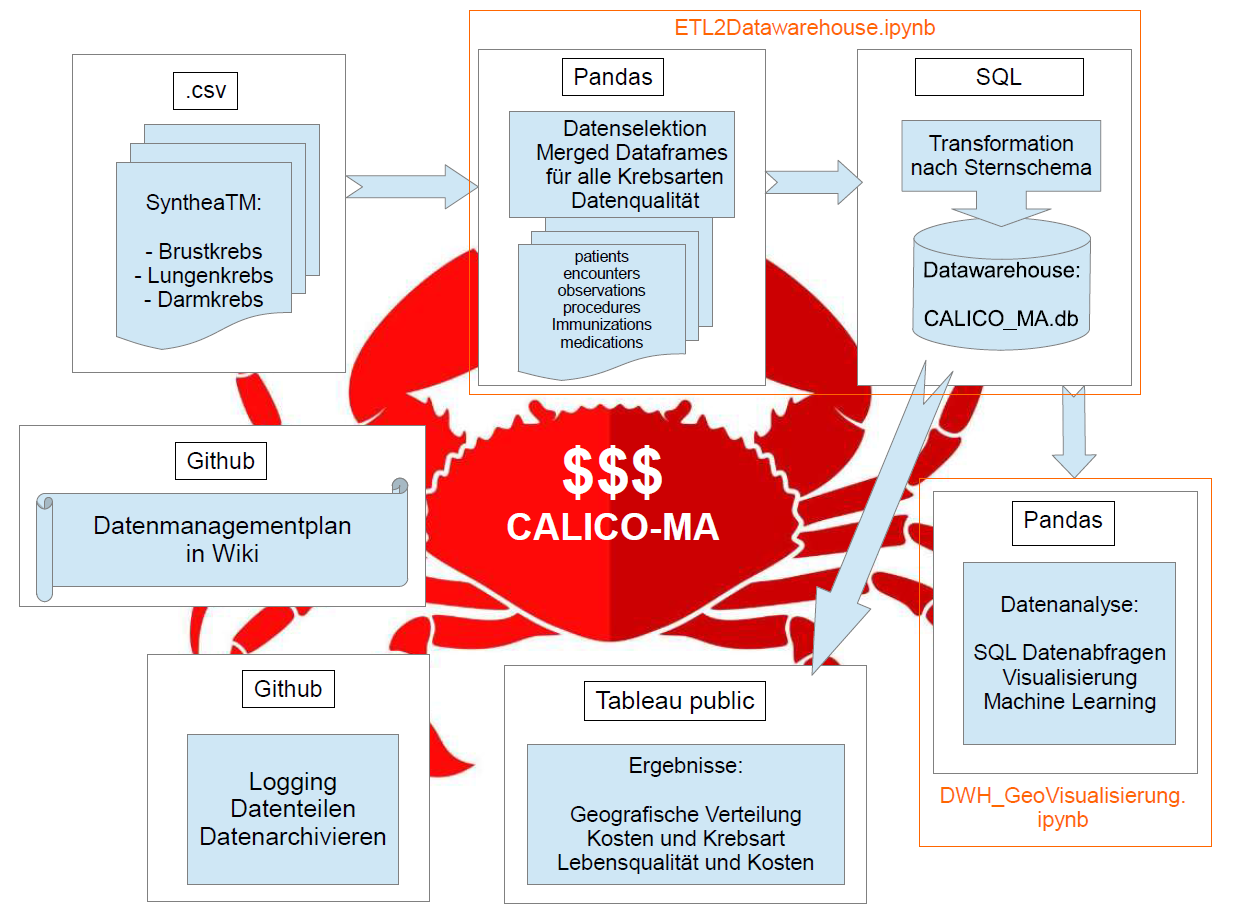 ETL2Datawarehouse.ipynb
.csv
SyntheaTM:
- Brustkrebs
- Lungenkrebs
- Darmkrebs
Pandas
Datenselektion
Merged Dataframes
für alle Krebsarten
Datenqualität
patients
encounters
observations
procedures
Immunizations
medications
SQL
Transformation
nach Sternschema
Datawarehouse:
CALICO_MA.db
Github
Datenmanagementplan
in Wiki
$$$
CALICO-MA
Pandas
Datenanalyse:
SQL Datenabfragen
Visualisierung
Machine Learning
DWH_GeoVisualisierung.
ipynb
Github
Logging
Datenteilen
Datenarchivieren
Tableau public
Ergebnisse:
Geografische Verteilung
Kosten und Krebsart
Lebensqualität und Kosten